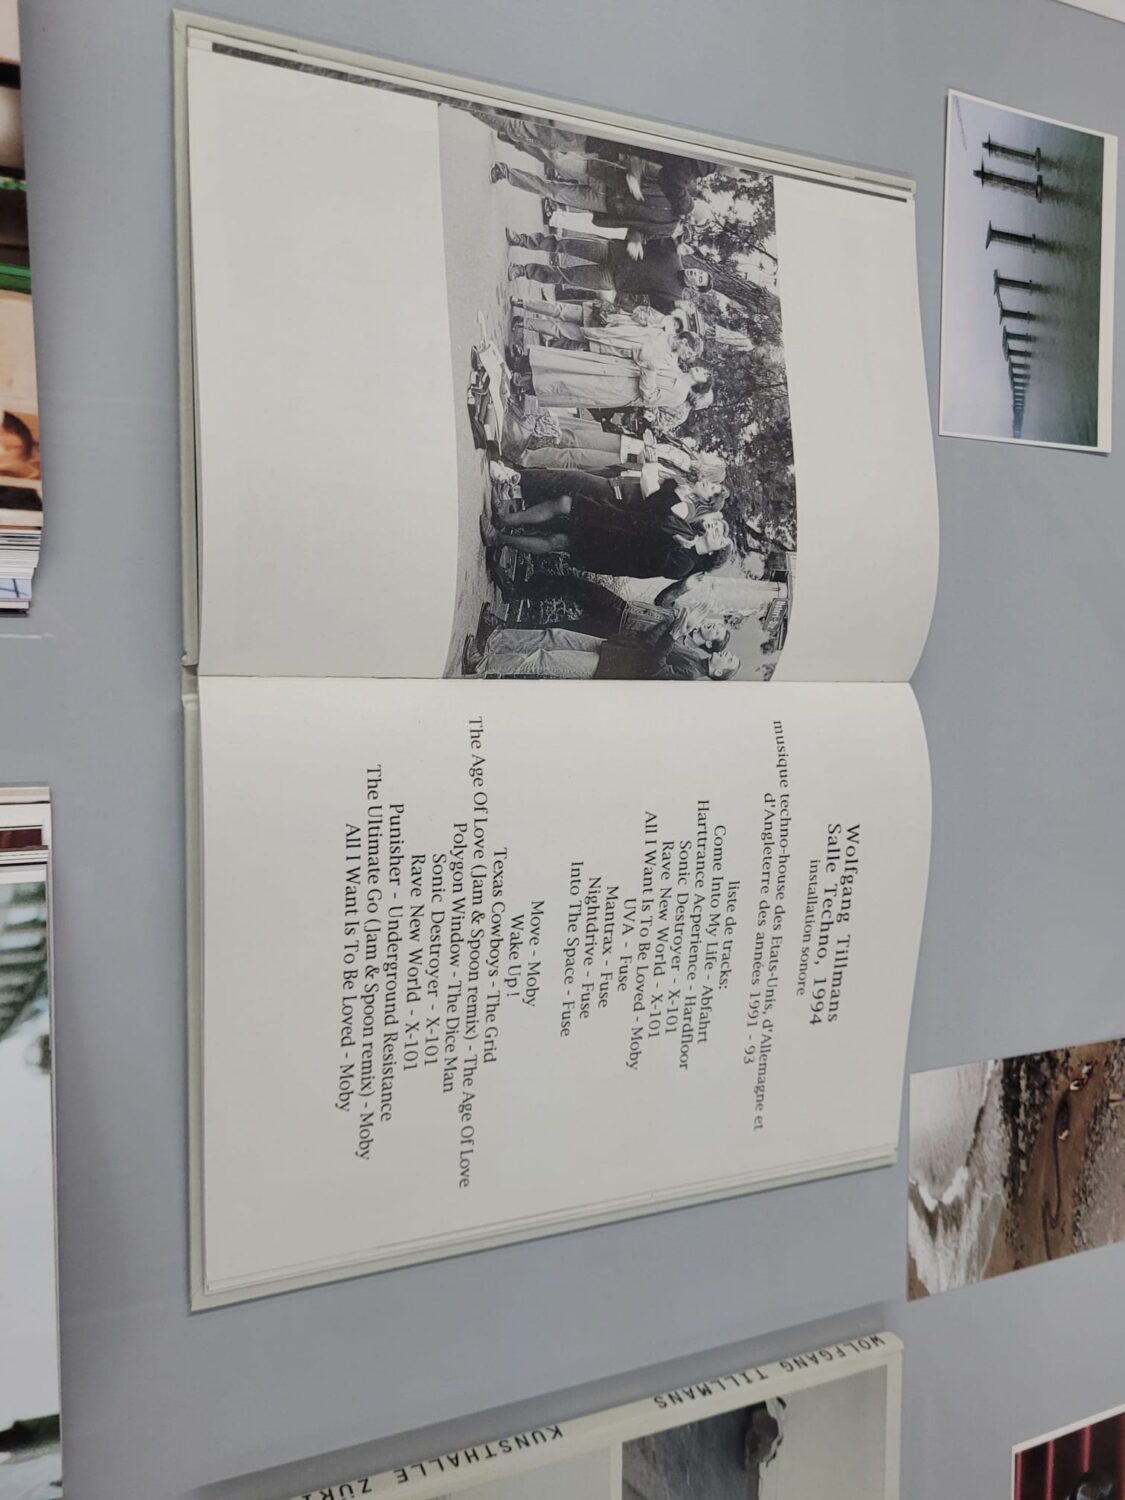 Wolfgang Tillmans
Salle Techno, 1994
installation sonore
musique techno-house des Etats-Unis, d'Allemagne et
d'Angleterre des années 1991 - 93
liste de tracks:
Come Into My Life - Abfahrt
Harttrance Acperience - Hardfloor
Sonic Destroyer - X-101
Rave New World - X-101
All I Want Is To Be Loved - Moby
UVA - Fuse
Mantrax - Fuse
Nightdrive - Fuse
Into The Space - Fuse
Move - Moby
Wake Up !
Texas Cowboys - The Grid
The Age Of Love (Jam & Spoon remix) - The Age Of Love
Polygon Window - The Dice Man
Sonic Destroyer - X-101
Rave New World - X-101
Punisher - Underground Resistance
The Ultimate Go (Jam & Spoon remix) - Moby
All I Want Is To Be Loved - Moby
WOLFGANG TILLMANS
KUNSTHALLE